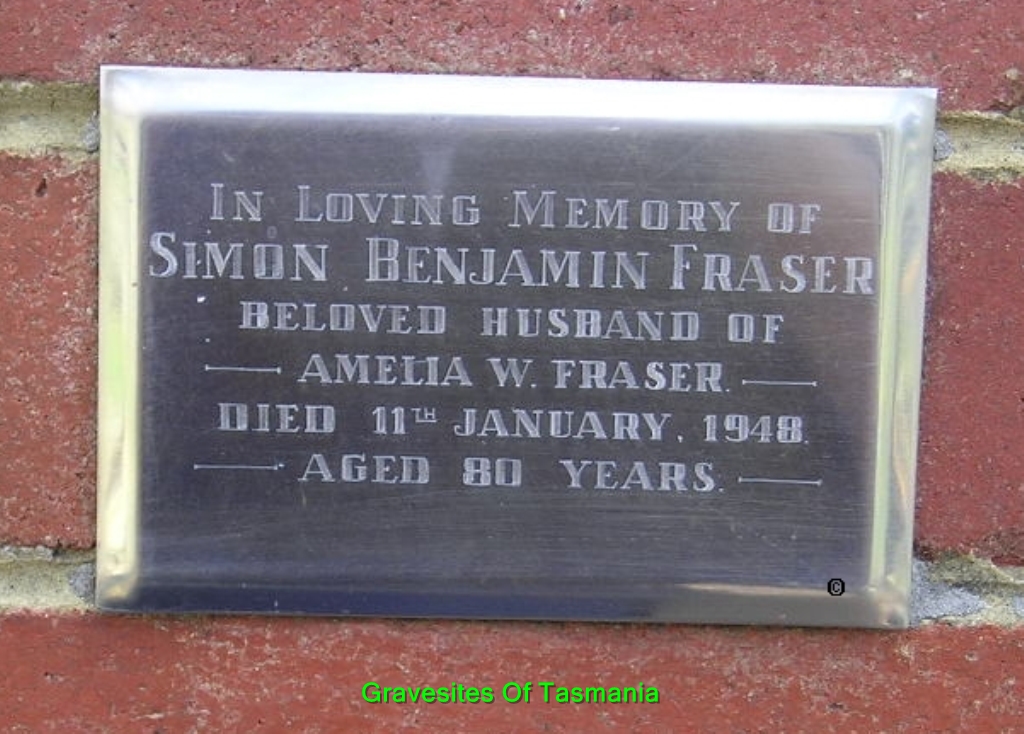 In Loving Memory of
Simon Benjamin Fraser
BELOVED HUSBAND OF
AMELIA W. FRASER.
DIED 11TH JANUARY, 1948.
AGED 80 YEARS.
©
Gravesites Of Tasmania